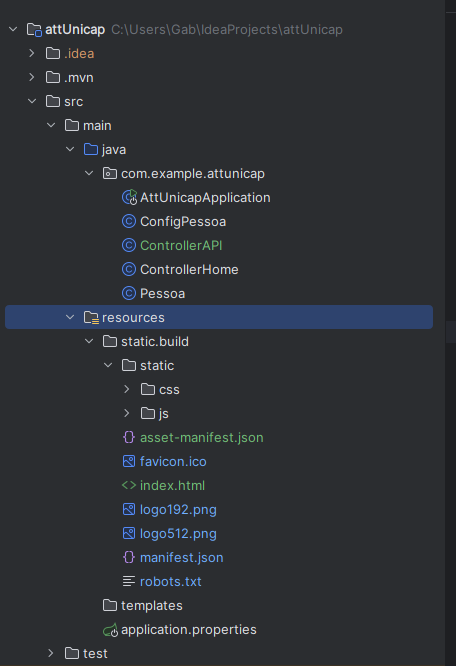 attUnicap C:\Users\Gab\IdeaProjects\attUnicap
.idea
.mvn
src
main
java
com.example.attunicap
AttUnicapApplication
ConfigPessoa
ControllerAPI
ControllerHome
Pessoa
resources
static.build
static
css
js
asset-manifest.json
favicon.ico
index.html
logo192.png
logo512.png
manifest.json
robots.txt
templates
application.properties
test